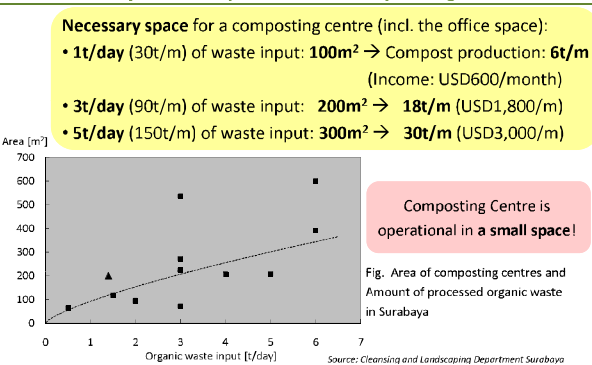 Necessary space for a composting centre (incl. the office space):
• 1t/day (30t/m) of waste input: 100m² → Compost production: 6t/m
(Income: USD600/month)
• 3t/day (90t/m) of waste input: 200m² → 18t/m (USD1,800/m)
• 5t/day (150t/m) of waste input: 300m² → 30t/m (USD3,000/m)
Area [m²]
700
600
500
400
300
200
100
0
0 1 2 3 4 5 6 7
Organic waste input [t/day]
Composting Centre is
operational in a small space!
Fig. Area of composting centres and
Amount of processed organic waste
in Surabaya
Source: Cleansing and Landscaping Department Surabaya